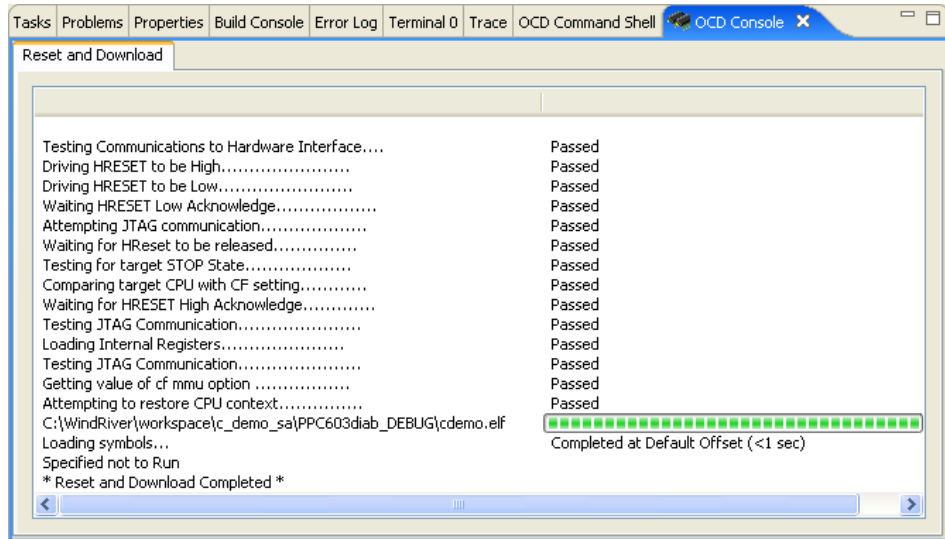 Tasks Problems Properties Build Console Error Log Terminal 0 Trace OCD Command Shell OCD Console
Reset and Download
Testing Communications to Hardware Interface.... Passed
Driving HRESET to be High....................... Passed
Driving HRESET to be Low........................ Passed
Waiting HRESET Low Acknowledge.................. Passed
Attempting JTAG communication................... Passed
Waiting for HReset to be released............... Passed
Testing for target STOP State................... Passed
Comparing target CPU with CF setting............ Passed
Waiting for HRESET High Acknowledge............. Passed
Testing JTAG Communication...................... Passed
Loading Internal Registers...................... Passed
Testing JTAG Communication...................... Passed
Getting value of cf mmu option ................. Passed
Attempting to restore CPU context............... Passed
C:\WindRiver\workspace\c_demo_sa\PPC603diab_DEBUG\cdemo.elf
Loading symbols... Completed at Default Offset (<1 sec)
Specified not to Run
* Reset and Download Completed *